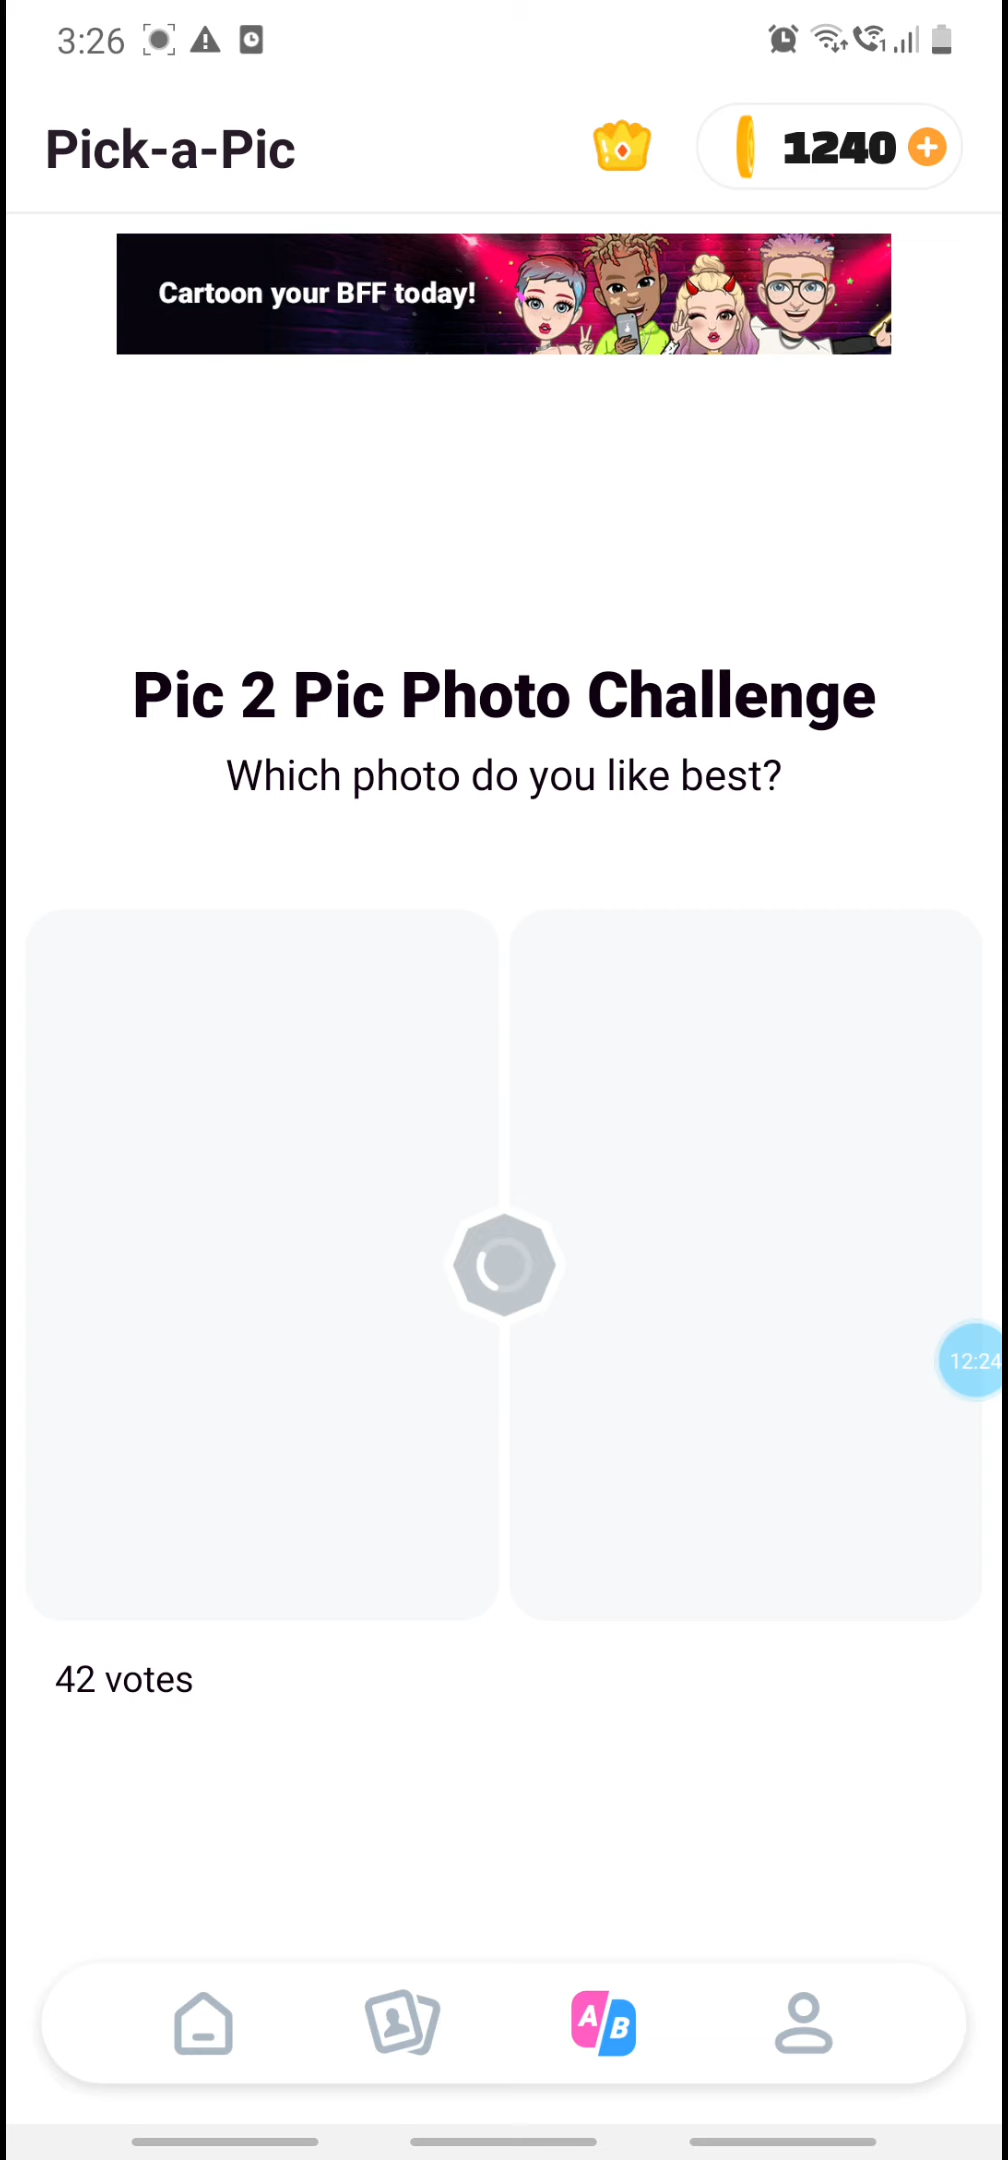 3:26
Pick-a-Pic
1240
Cartoon your BFF today!
Pic 2 Pic Photo Challenge
Which photo do you like best?
12:24
42 votes
A B